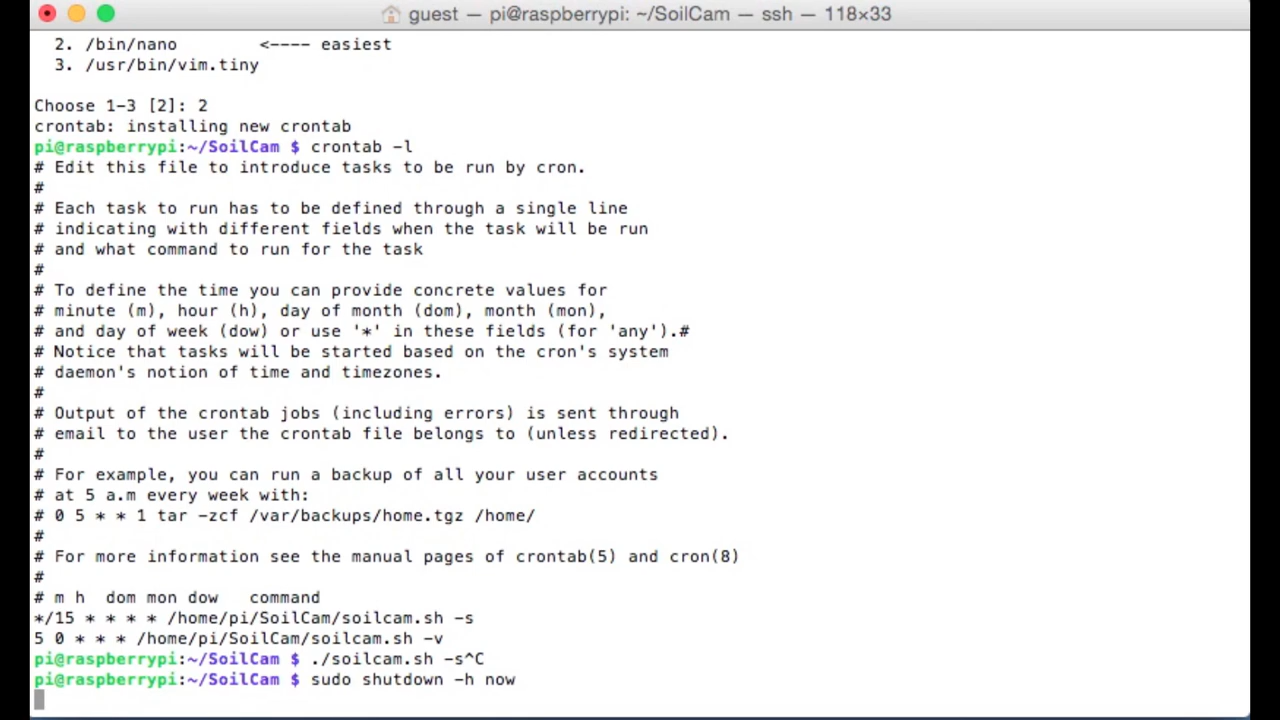 guest — pi@raspberrypi: ~/SoilCam — ssh — 118×33
2. /bin/nano        <---- easiest
3. /usr/bin/vim.tiny
Choose 1-3 [2]: 2
crontab: installing new crontab
pi@raspberrypi:~/SoilCam $ crontab -l
# Edit this file to introduce tasks to be run by cron.
#
# Each task to run has to be defined through a single line
# indicating with different fields when the task will be run
# and what command to run for the task
#
# To define the time you can provide concrete values for
# minute (m), hour (h), day of month (dom), month (mon),
# and day of week (dow) or use '*' in these fields (for 'any').#
# Notice that tasks will be started based on the cron's system
# daemon's notion of time and timezones.
#
# Output of the crontab jobs (including errors) is sent through
# email to the user the crontab file belongs to (unless redirected).
#
# For example, you can run a backup of all your user accounts
# at 5 a.m every week with:
# 0 5 * * 1 tar -zcf /var/backups/home.tgz /home/
#
# For more information see the manual pages of crontab(5) and cron(8)
#
# m h  dom mon dow   command
*/15 * * * * /home/pi/SoilCam/soilcam.sh -s
5 0 * * * /home/pi/SoilCam/soilcam.sh -v
pi@raspberrypi:~/SoilCam $ ./soilcam.sh -s^C
pi@raspberrypi:~/SoilCam $ sudo shutdown -h now